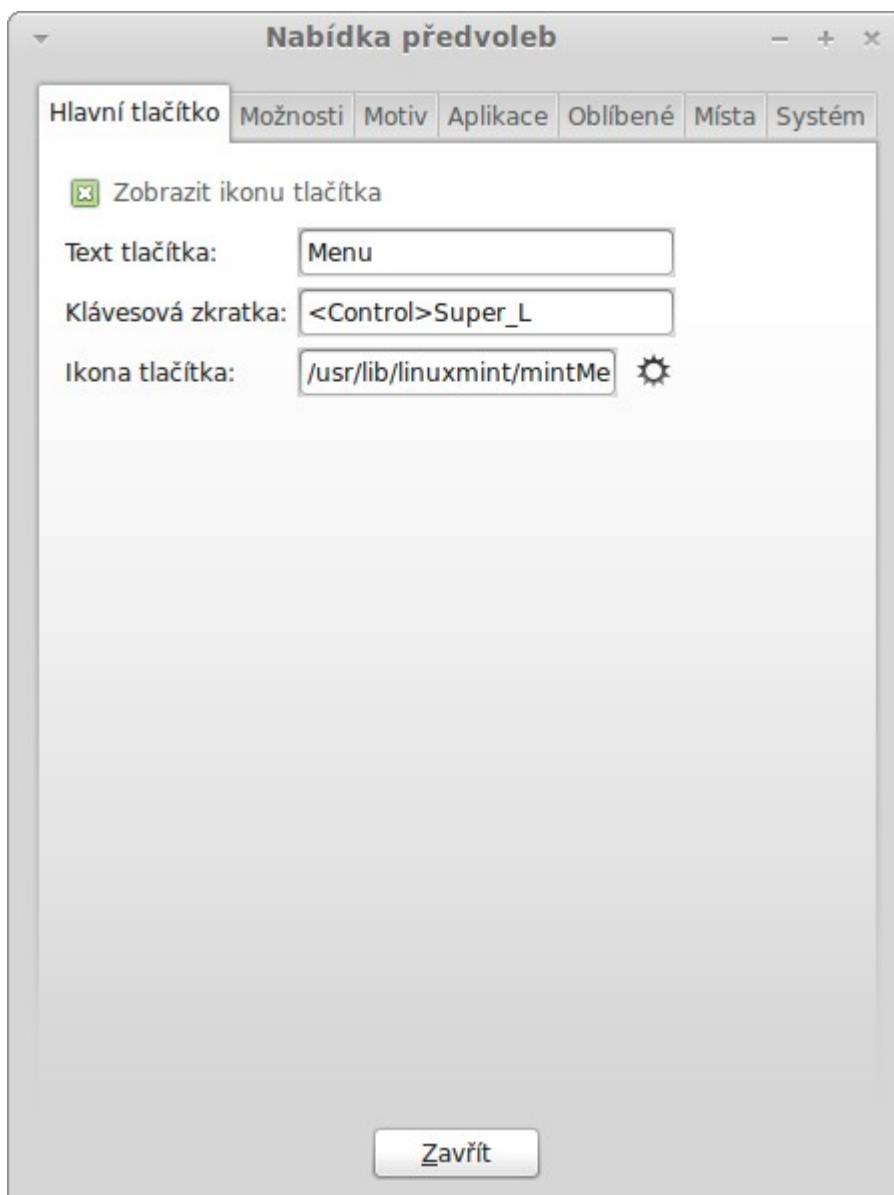 Nabídka předvoleb
Hlavní tlačítko Možnosti Motiv Aplikace Oblíbené Místa Systém
Zobrazit ikonu tlačítka
Text tlačítka: Menu
Klávesová zkratka: <Control>Super_L
Ikona tlačítka: /usr/lib/linuxmint/mintMe
Zavřít